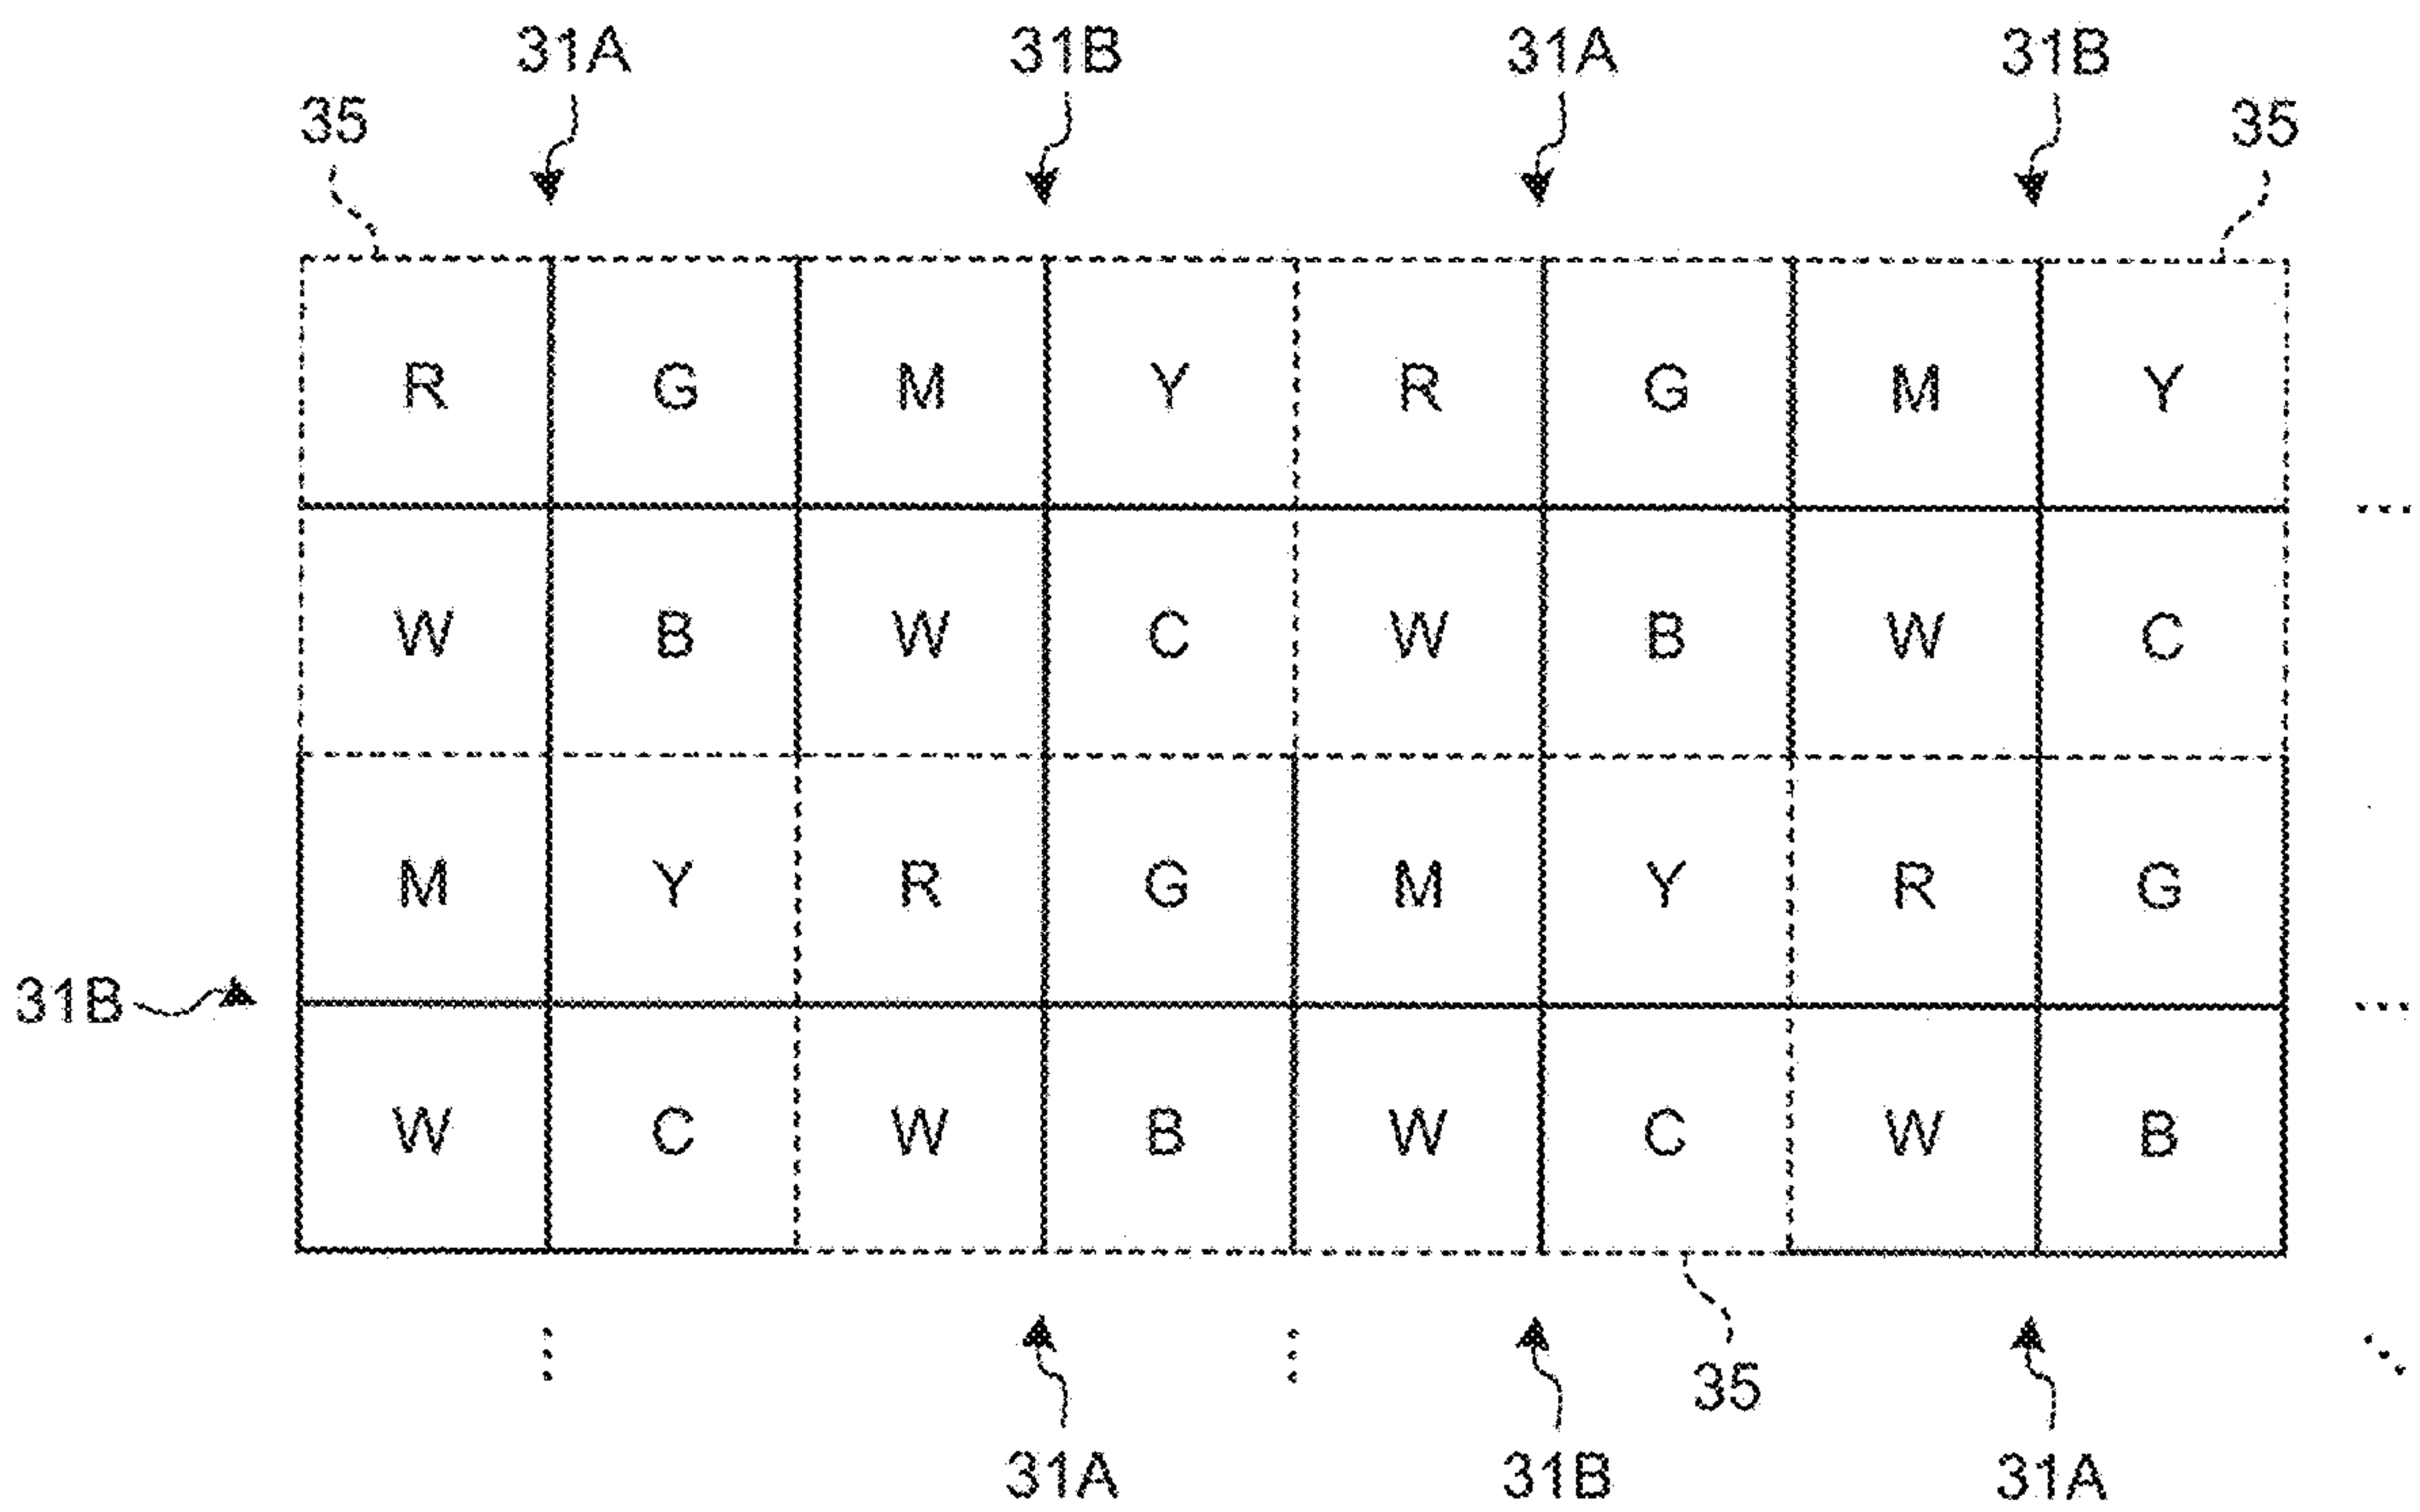 31A 31B 31A 31B
35 35
R G M Y R G M Y
W B W C W B W C
M Y R G M Y R G
31B
W C W B W C W B
35
31A 31B 31A